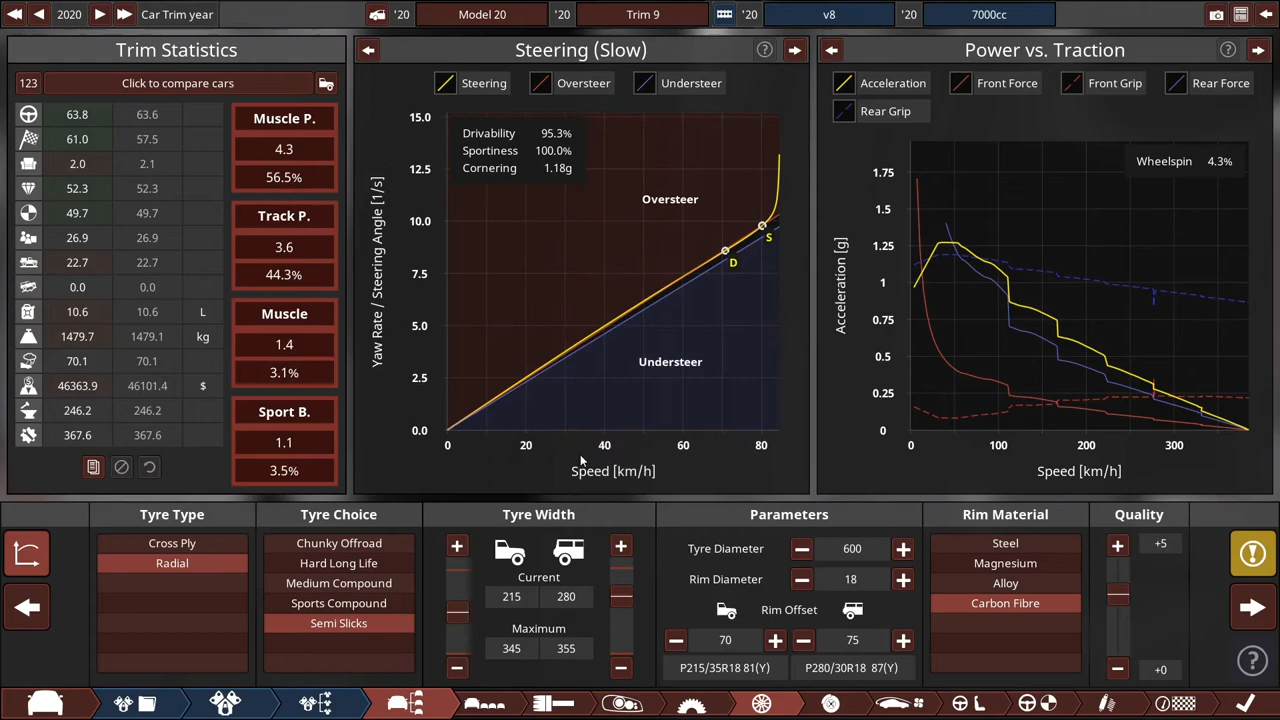 2020
Car Trim year
'20
Model 20
'20
Trim 9
'20
v8
'20
7000cc
Trim Statistics
123
Click to compare cars
63.8 63.6
61.0 57.5
2.0 2.1
52.3 52.3
49.7 49.7
26.9 26.9
22.7 22.7
0.0 0.0
10.6 10.6 L
1479.7 1479.1 kg
70.1 70.1
46363.9 46101.4 $
246.2 246.2
367.6 367.6
Muscle P.
4.3
56.5%
Track P.
3.6
44.3%
Muscle
1.4
3.1%
Sport B.
1.1
3.5%
Steering (Slow)
?
Steering
Oversteer
Understeer
Drivability 95.3%
Sportiness 100.0%
Cornering 1.18g
Yaw Rate / Steering Angle [1/s]
15.0
12.5
10.0
7.5
5.0
2.5
0.0
Oversteer
S
D
Understeer
0 20 40 60 80
Speed [km/h]
Power vs. Traction
?
Acceleration
Front Force
Front Grip
Rear Force
Rear Grip
Wheelspin 4.3%
Acceleration [g]
1.75
1.5
1.25
1
0.75
0.5
0.25
0
0 100 200 300
Speed [km/h]
Tyre Type
Cross Ply
Radial
Tyre Choice
Chunky Offroad
Hard Long Life
Medium Compound
Sports Compound
Semi Slicks
Tyre Width
+ +
Current
215 280
Maximum
345 355
Parameters
Tyre Diameter 600
Rim Diameter 18
Rim Offset
70 75
P215/35R18 81(Y)
P280/30R18 87(Y)
Rim Material
Steel
Magnesium
Alloy
Carbon Fibre
Quality
+5
+0
?